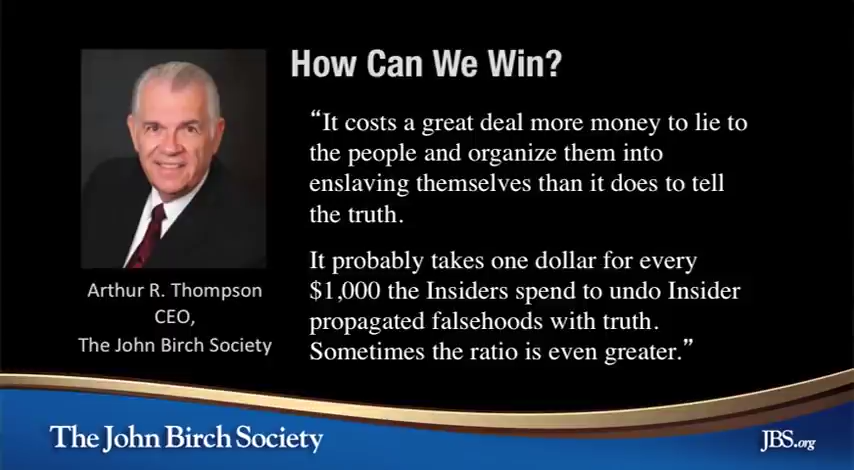 How Can We Win?
“It costs a great deal more money to lie to
the people and organize them into
enslaving themselves than it does to tell
the truth.
It probably takes one dollar for every
$1,000 the Insiders spend to undo Insider
propagated falsehoods with truth.
Sometimes the ratio is even greater.”
Arthur R. Thompson
CEO,
The John Birch Society
The John Birch Society
JBS.org